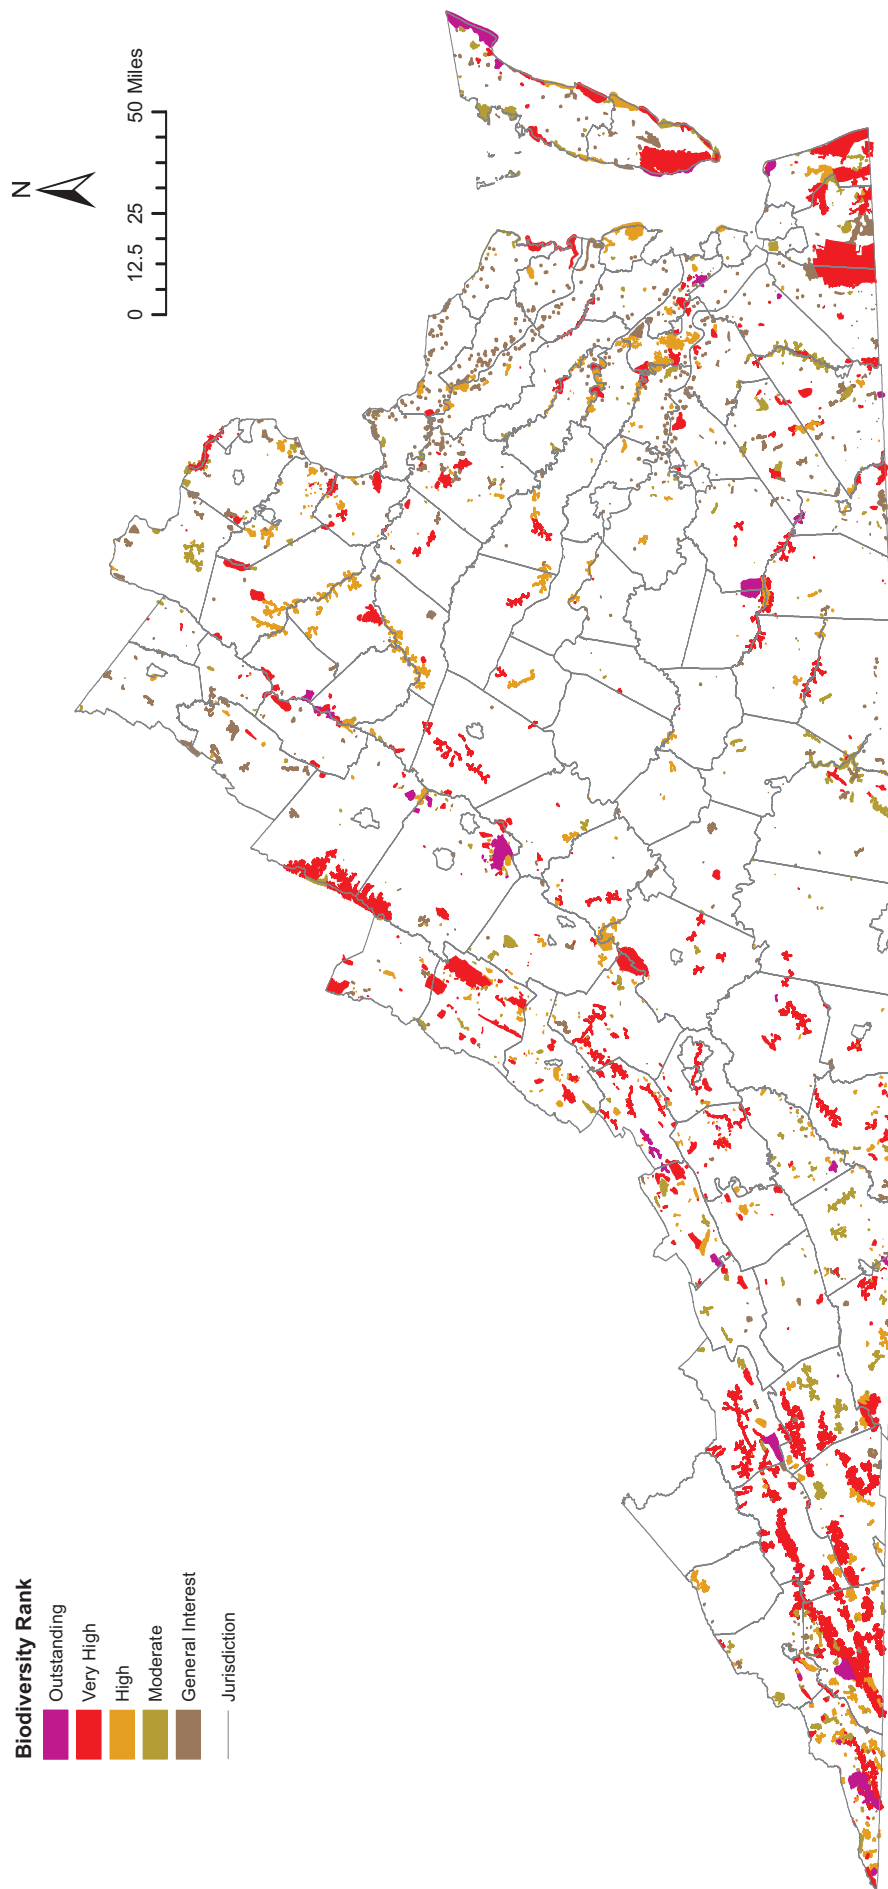 Biodiversity Rank
Outstanding
Very High
High
Moderate
General Interest
Jurisdiction
N
0 12.5 25 50 Miles